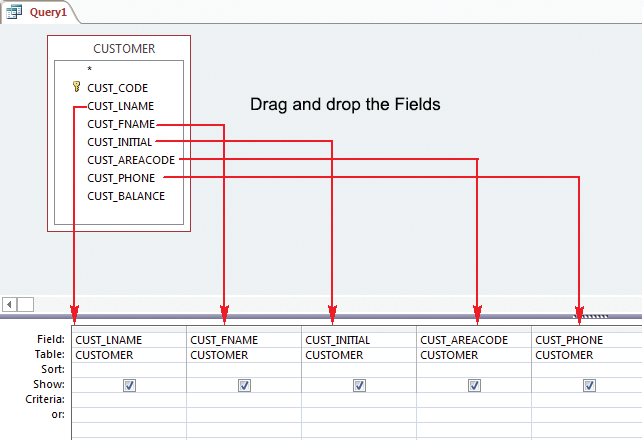 Query1
CUSTOMER
*
CUST_CODE
CUST_LNAME
Drag and drop the Fields
CUST_FNAME
CUST_INITIAL
CUST_AREACODE
CUST_PHONE
CUST_BALANCE
Field: CUST_LNAME CUST_FNAME CUST_INITIAL CUST_AREACODE CUST_PHONE
Table: CUSTOMER CUSTOMER CUSTOMER CUSTOMER CUSTOMER
Sort:
Show:
Criteria:
or: